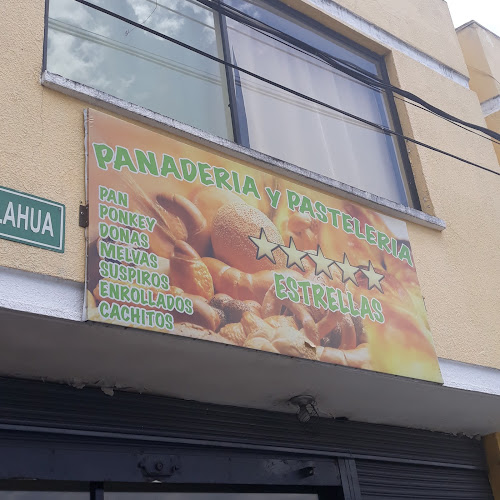 LAHUA
PANADERIA Y PASTELERIA
ESTRELLAS
PAN
PONKEY
DONAS
MELVAS
SUSPIROS
ENROLLADOS
CACHITOS